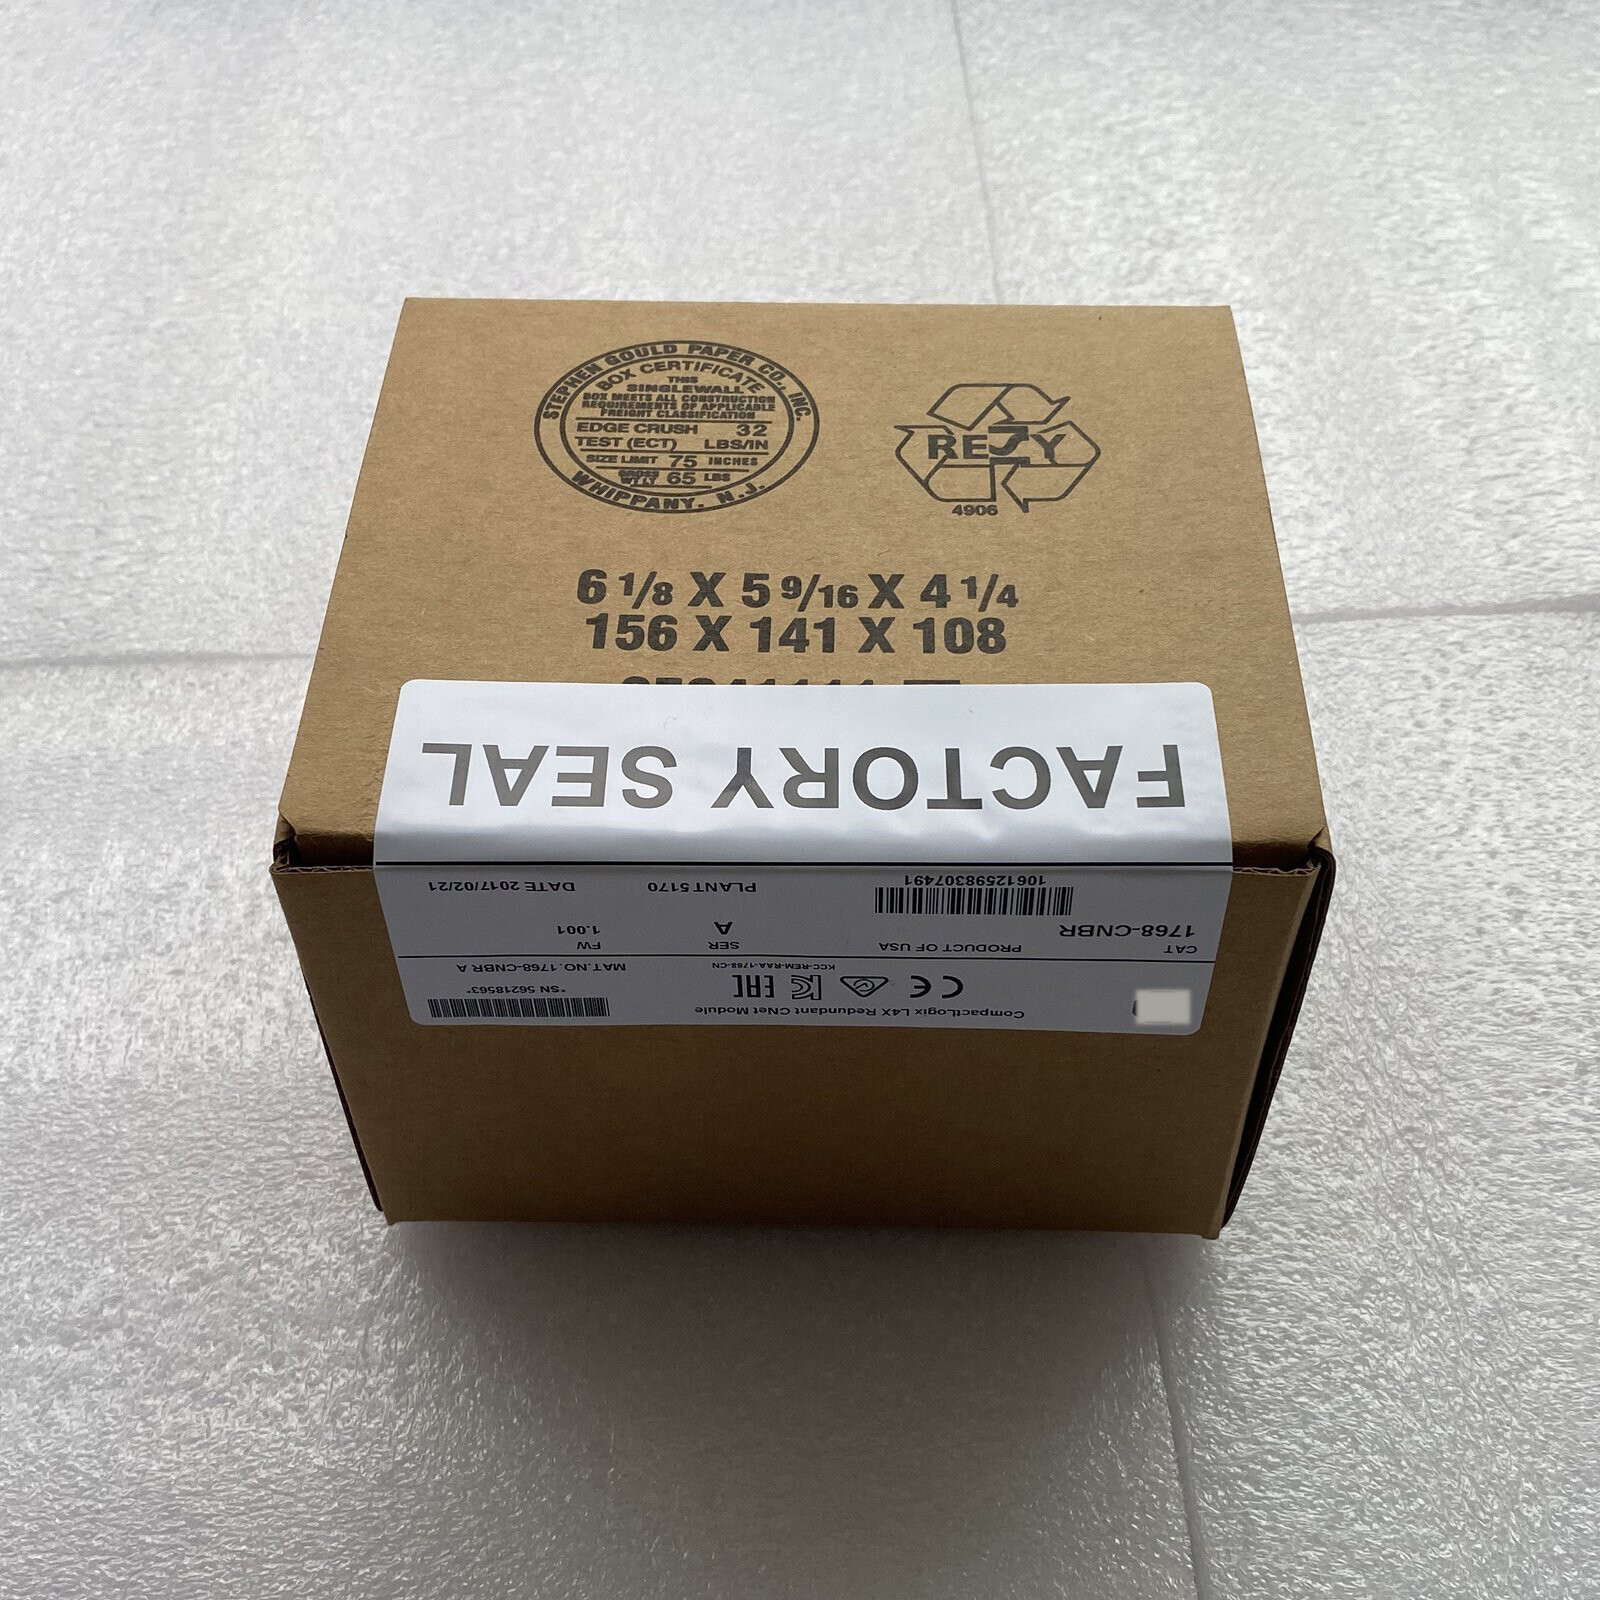 STEPHEN GOULD PAPER CO., INC.
BOX CERTIFICATE
THIS
SINGLEWALL
BOX MEETS ALL CONSTRUCTION
REQUIREMENTS OF APPLICABLE
FREIGHT CLASSIFICATION
EDGE CRUSH 32
TEST (ECT) LBS/IN
SIZE LIMIT 75 INCHES
GROSS
WT LT 65 LBS
WHIPPANY, N.J.
REZY
4906
6 1/8 X 5 9/16 X 4 1/4
156 X 141 X 108
FACTORY SEAL
CompactLogix L4X Redundant CNet Module
*SN 56218563*
KCC-REM-RAA-1768-CN
MAT.NO. 1768-CNBR A
CAT PRODUCT OF USA SER FW
1768-CNBR A 1.001
106125598307491 PLANT 5170 DATE 2017/02/21